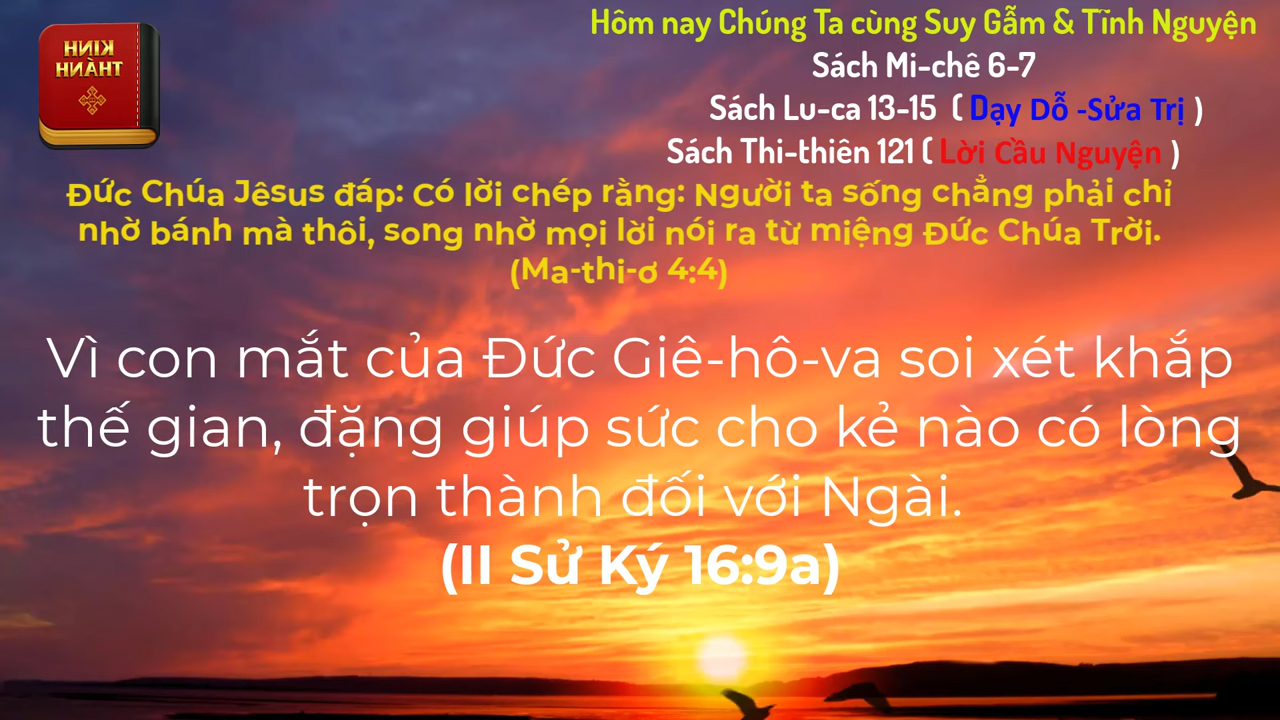 KINH
THÀNH
Hôm nay Chúng Ta cùng Suy Gẫm & Tĩnh Nguyện
Sách Mi-chê 6-7
Sách Lu-ca 13-15 ( Dạy Dỗ -Sửa Trị )
Sách Thi-thiên 121 ( Lời Cầu Nguyện )
Đức Chúa Jêsus đáp: Có lời chép rằng: Người ta sống chẳng phải chỉ
nhờ bánh mà thôi, song nhờ mọi lời nói ra từ miệng Đức Chúa Trời.
(Ma-thi-ơ 4:4)
Vì con mắt của Đức Giê-hô-va soi xét khắp
thế gian, đặng giúp sức cho kẻ nào có lòng
trọn thành đối với Ngài.
(II Sử Ký 16:9a)